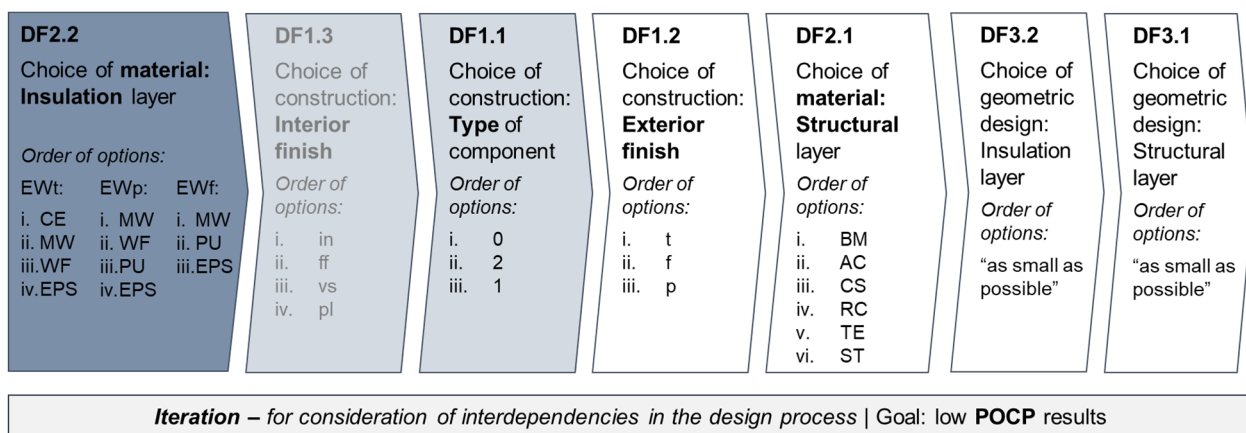 DF2.2
Choice of material:
Insulation layer
Order of options:
EWt:
i. CE
ii. MW
iii.WF
iv.EPS
EWp:
i. MW
ii. WF
iii.PU
iv.EPS
EWf:
i. MW
ii. PU
iii.EPS
DF1.3
Choice of
construction:
Interior
finish
Order of
options:
i. in
ii. ff
iii. vs
iv. pl
DF1.1
Choice of
construction:
Type of
component
Order of
options:
i. 0
ii. 2
iii. 1
DF1.2
Choice of
construction:
Exterior
finish
Order of
options:
i. t
ii. f
iii. p
DF2.1
Choice of
material:
Structural
layer
Order of
options:
i. BM
ii. AC
iii. CS
iv. RC
v. TE
vi. ST
DF3.2
Choice of
geometric
design:
Insulation
layer
Order of
options:
“as small as
possible”
DF3.1
Choice of
geometric
design:
Structural
layer
Order of
options:
“as small as
possible”
Iteration – for consideration of interdependencies in the design process | Goal: low POCP results